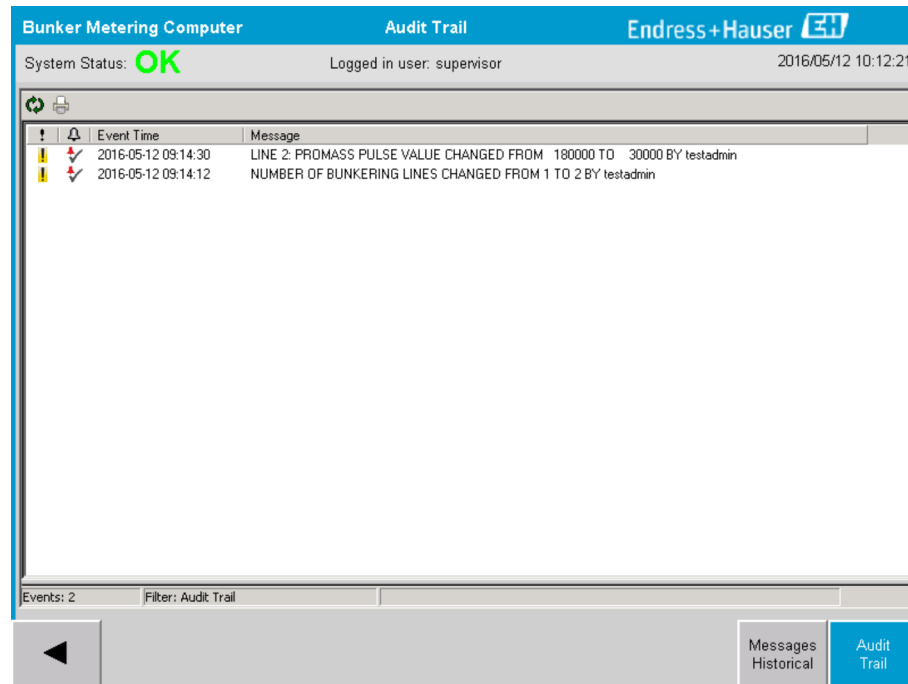 Bunker Metering Computer Audit Trail Endress+Hauser EH
System Status: OK Logged in user: supervisor 2016/05/12 10:12:21
! Event Time Message
! 2016-05-12 09:14:30 LINE 2: PROMASS PULSE VALUE CHANGED FROM 180000 TO 30000 BY testadmin
! 2016-05-12 09:14:12 NUMBER OF BUNKERING LINES CHANGED FROM 1 TO 2 BY testadmin
Events: 2 Filter: Audit Trail
Messages Audit
Historical Trail